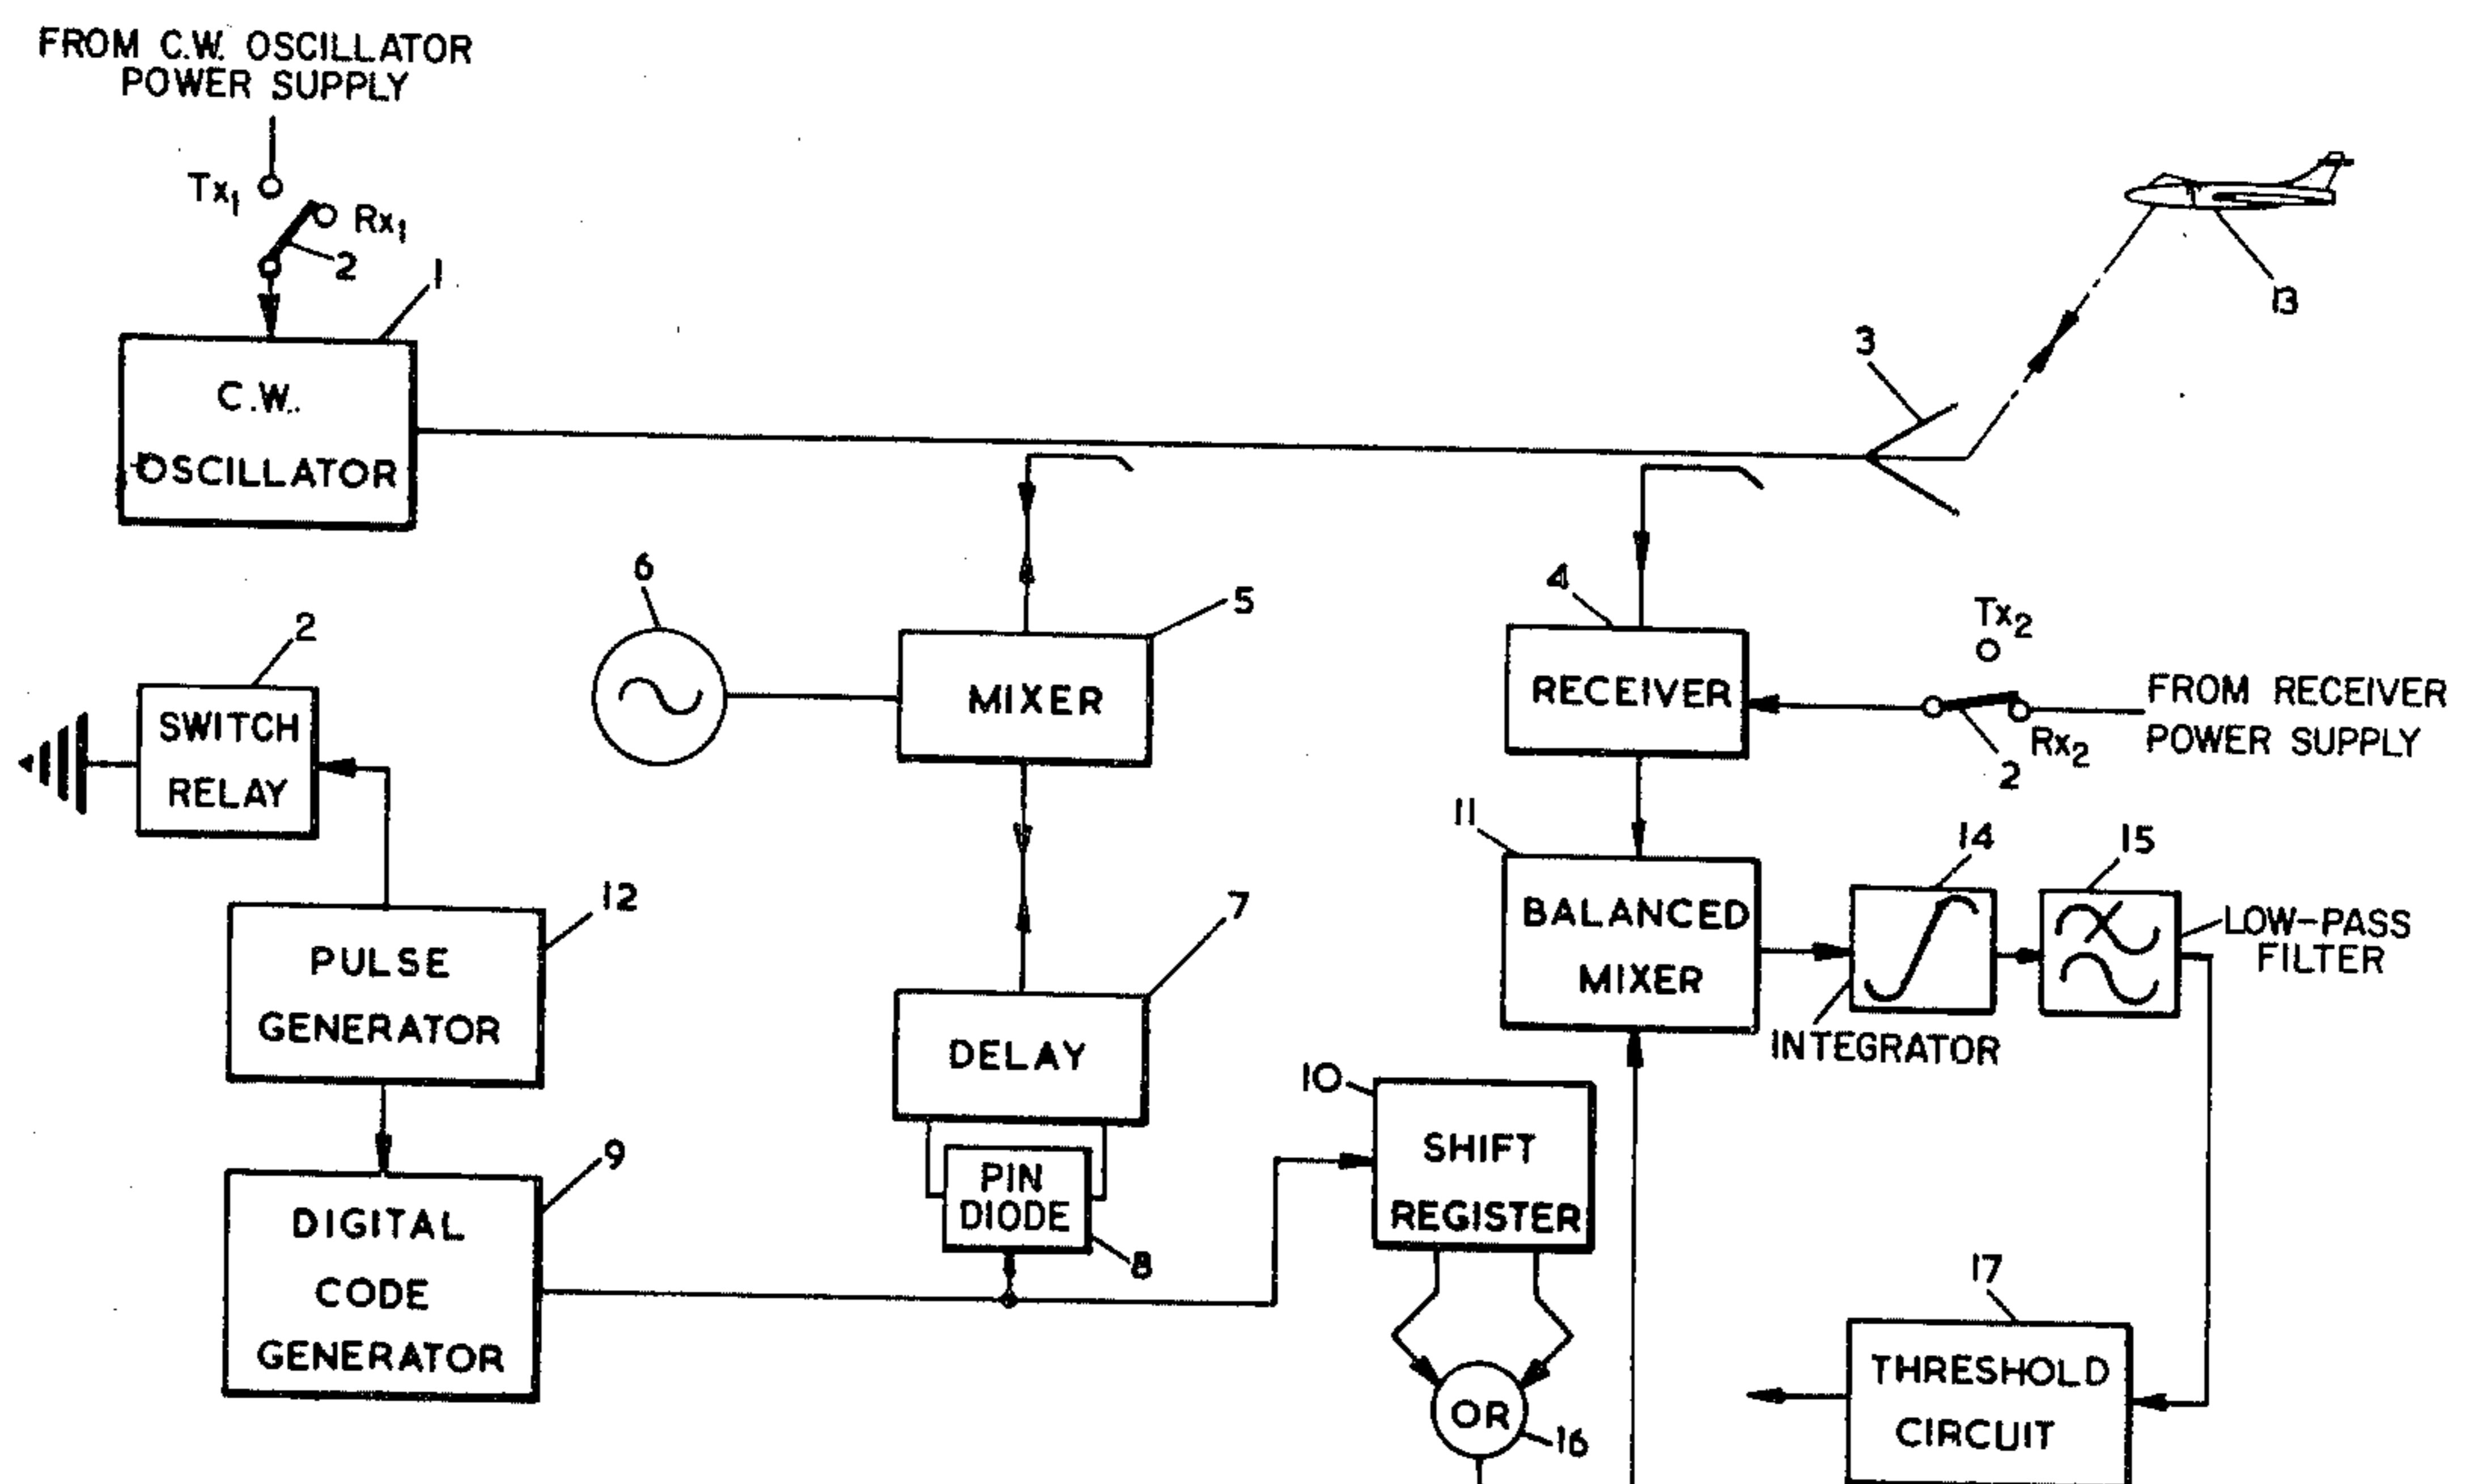 FROM C.W. OSCILLATOR
POWER SUPPLY
Tx1
Rx1
2
1
C.W.
OSCILLATOR
13
3
6
5
MIXER
4
RECEIVER
Tx2
Rx2
2
FROM RECEIVER
POWER SUPPLY
2
SWITCH
RELAY
12
PULSE
GENERATOR
7
DELAY
PIN
DIODE
8
9
DIGITAL
CODE
GENERATOR
11
BALANCED
MIXER
14
INTEGRATOR
15
LOW-PASS
FILTER
10
SHIFT
REGISTER
OR
16
17
THRESHOLD
CIRCUIT